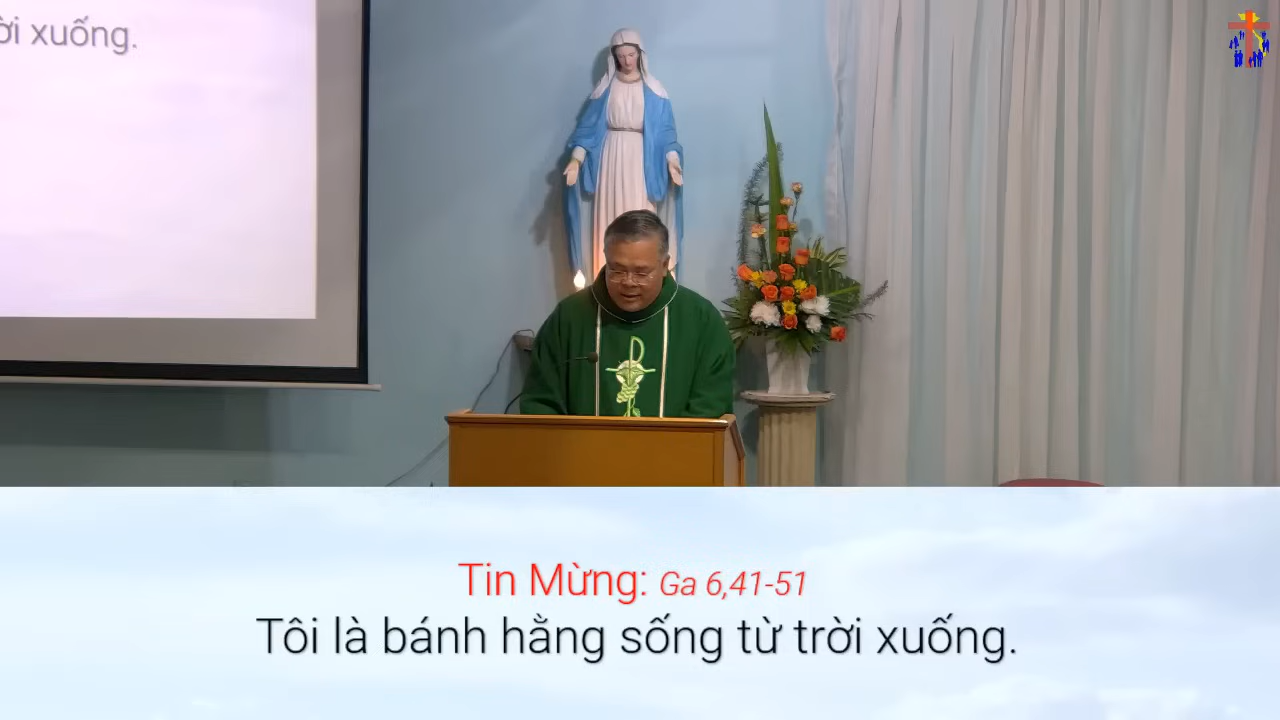 ời xuống.
Tin Mừng: Ga 6,41-51
Tôi là bánh hằng sống từ trời xuống.